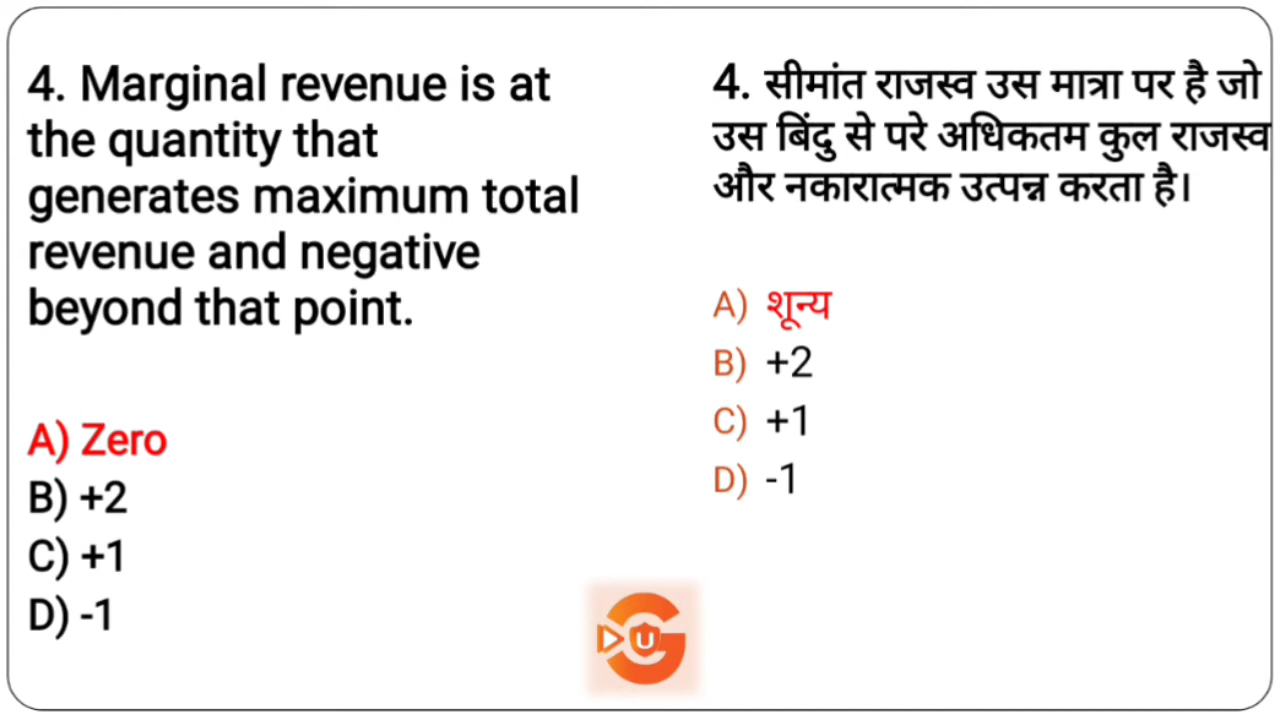 4. Marginal revenue is at
the quantity that
generates maximum total
revenue and negative
beyond that point.
A) Zero
B) +2
C) +1
D) -1
4. सीमांत राजस्व उस मात्रा पर है जो
उस बिंदु से परे अधिकतम कुल राजस्व
और नकारात्मक उत्पन्न करता है।
A) शून्य
B) +2
C) +1
D) -1
U